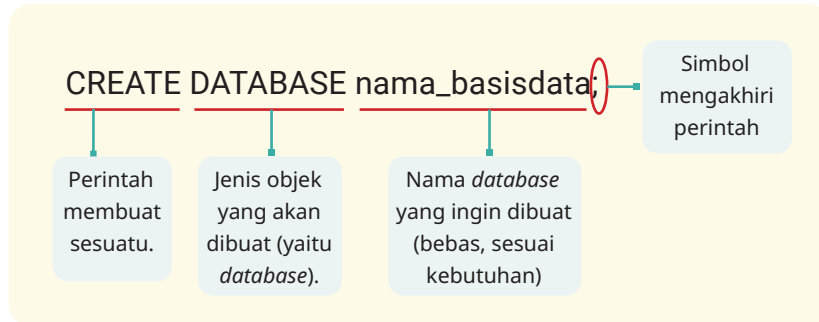 CREATE DATABASE nama_basisdata;
Simbol
mengakhiri
perintah
Perintah
membuat
sesuatu.
Jenis objek
yang akan
dibuat (yaitu
database).
Nama database
yang ingin dibuat
(bebas, sesuai
kebutuhan)